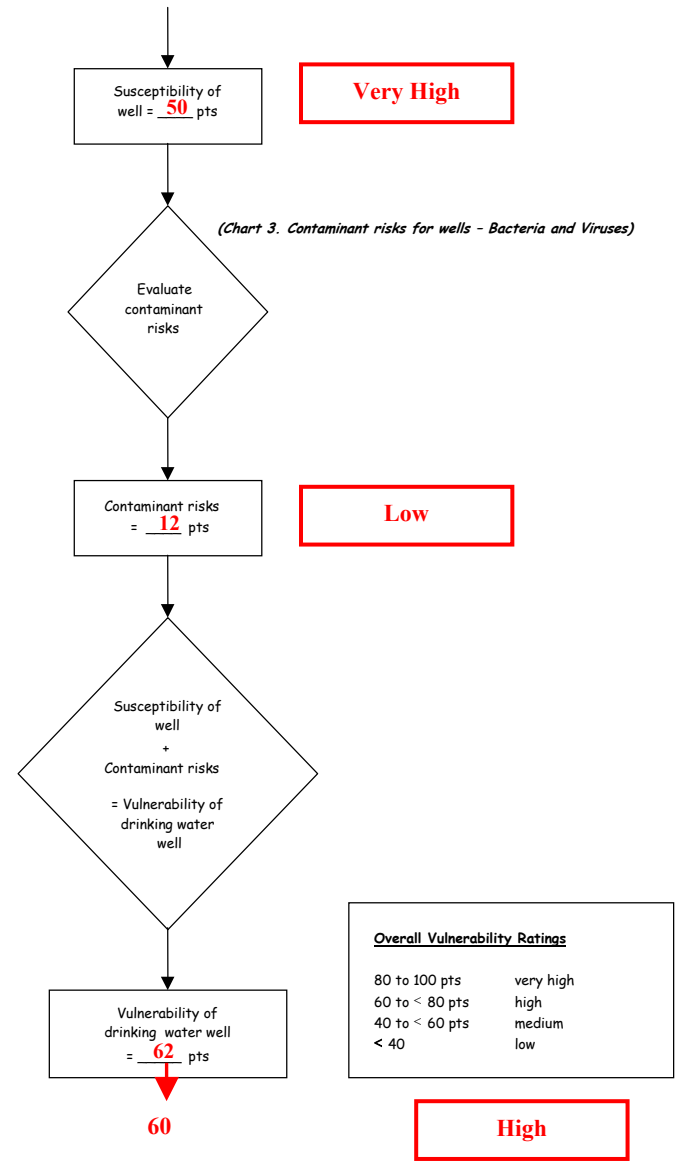 Susceptibility of
well = 50 pts
Very High
(Chart 3. Contaminant risks for wells – Bacteria and Viruses)
Evaluate
contaminant
risks
Contaminant risks
= 12 pts
Low
Susceptibility of
well
+
Contaminant risks
= Vulnerability of
drinking water
well
Overall Vulnerability Ratings
80 to 100 pts very high
60 to < 80 pts high
40 to < 60 pts medium
< 40 low
Vulnerability of
drinking water well
= 62 pts
60
High